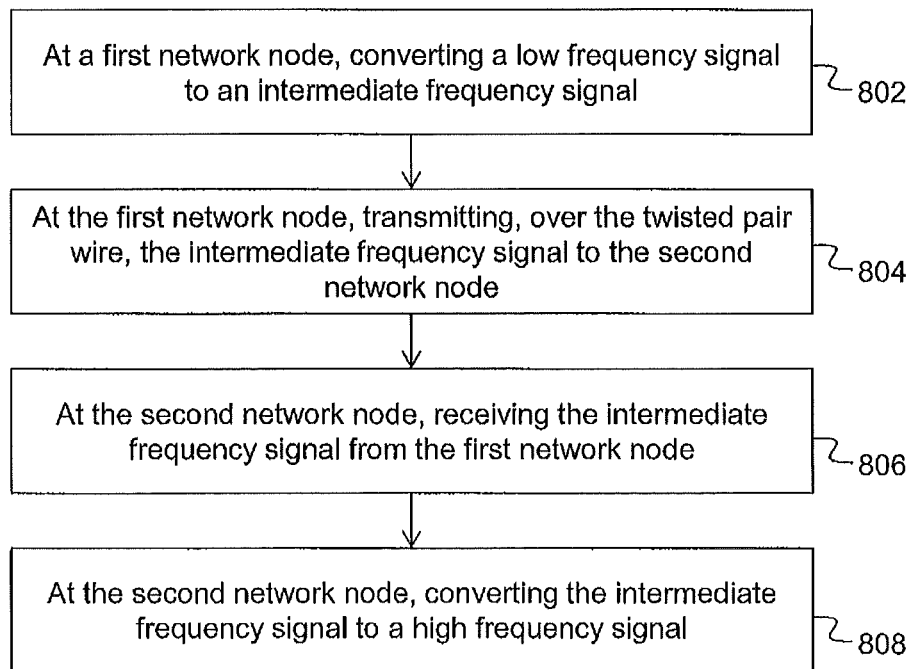 At a first network node, converting a low frequency signal
to an intermediate frequency signal
802
At the first network node, transmitting, over the twisted pair
wire, the intermediate frequency signal to the second
network node
804
At the second network node, receiving the intermediate
frequency signal from the first network node
806
At the second network node, converting the intermediate
frequency signal to a high frequency signal
808